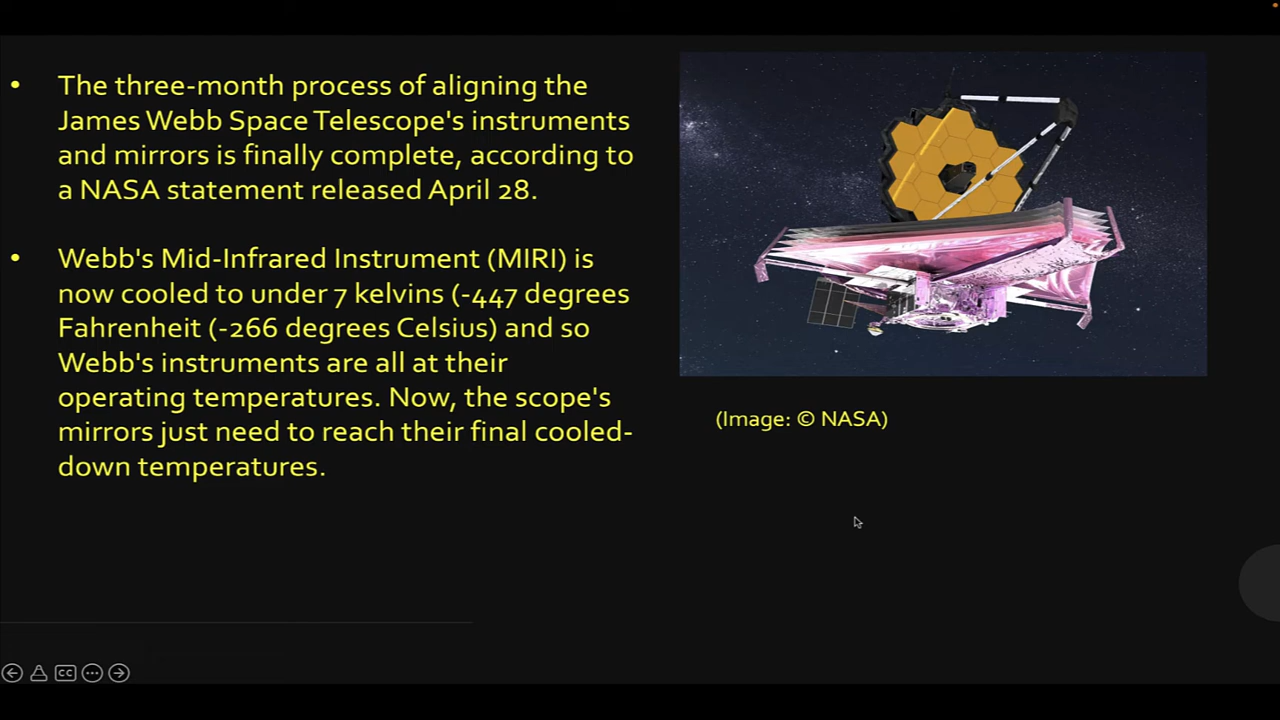 • The three-month process of aligning the
James Webb Space Telescope's instruments
and mirrors is finally complete, according to
a NASA statement released April 28.
• Webb's Mid-Infrared Instrument (MIRI) is
now cooled to under 7 kelvins (-447 degrees
Fahrenheit (-266 degrees Celsius) and so
Webb's instruments are all at their
operating temperatures. Now, the scope's
mirrors just need to reach their final cooled-
down temperatures.
(Image: © NASA)
CC